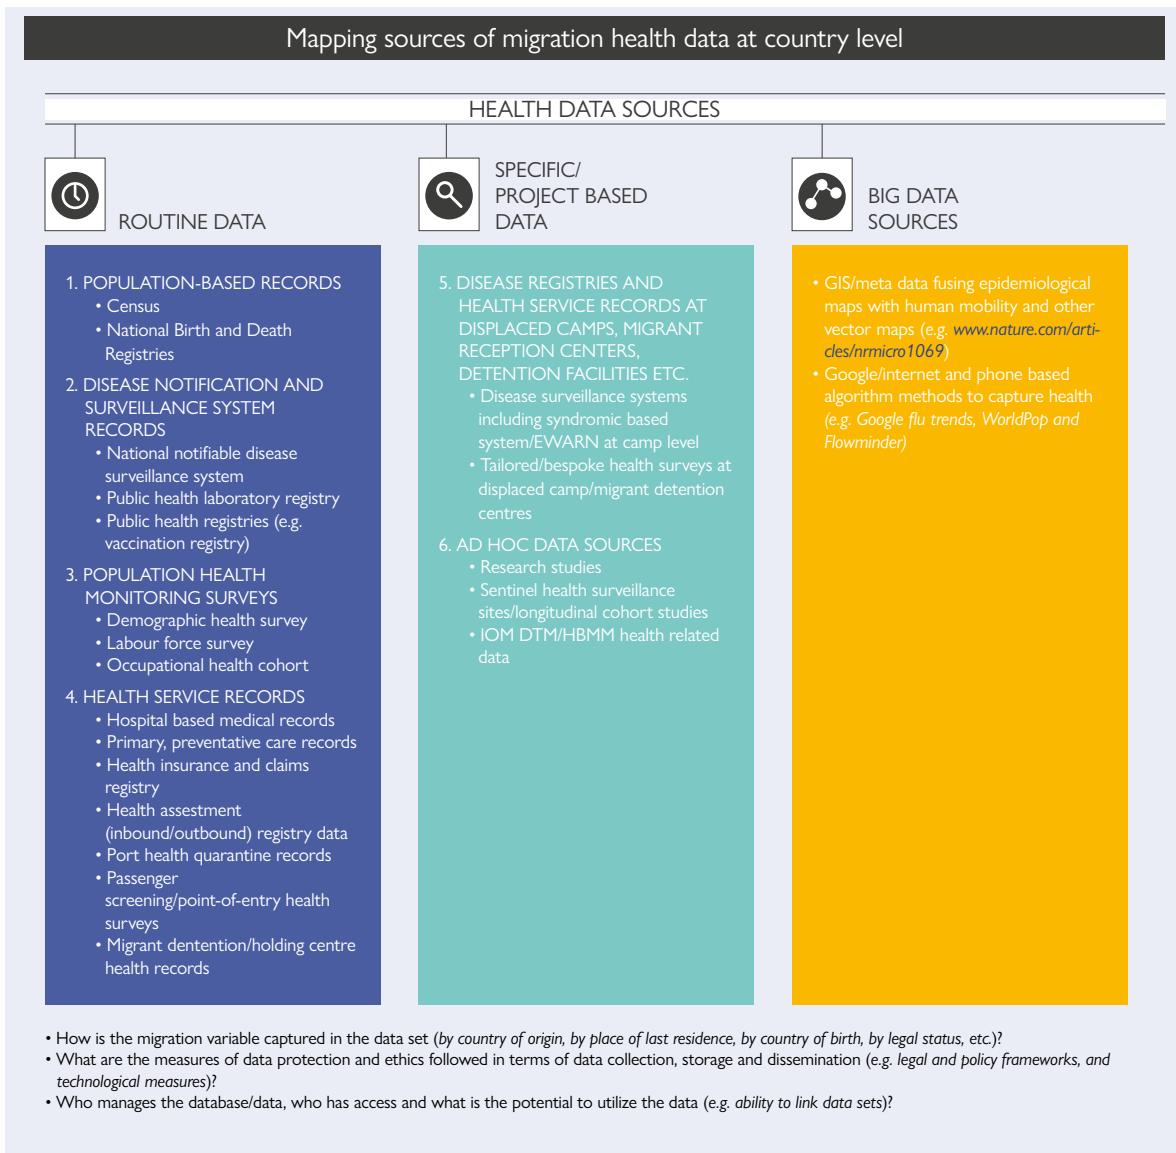 Mapping sources of migration health data at country level
HEALTH DATA SOURCES
ROUTINE DATA
1. POPULATION-BASED RECORDS
• Census
• National Birth and Death
Registries
2. DISEASE NOTIFICATION AND
SURVEILLANCE SYSTEM
RECORDS
• National notifiable disease
surveillance system
• Public health laboratory registry
• Public health registries (e.g.
vaccination registry)
3. POPULATION HEALTH
MONITORING SURVEYS
• Demographic health survey
• Labour force survey
• Occupational health cohort
4. HEALTH SERVICE RECORDS
• Hospital based medical records
• Primary, preventative care records
• Health insurance and claims
registry
• Health assestment
(inbound/outbound) registry data
• Port health quarantine records
• Passenger
screening/point-of-entry health
surveys
• Migrant dentention/holding centre
health records
SPECIFIC/
PROJECT BASED
DATA
5. DISEASE REGISTRIES AND
HEALTH SERVICE RECORDS AT
DISPLACED CAMPS, MIGRANT
RECEPTION CENTERS,
DETENTION FACILITIES ETC.
• Disease surveillance systems
including syndromic based
system/EWARN at camp level
• Tailored/bespoke health surveys at
displaced camp/migrant detention
centres
6. AD HOC DATA SOURCES
• Research studies
• Sentinel health surveillance
sites/longitudinal cohort studies
• IOM DTM/HBMM health related
data
BIG DATA
SOURCES
• GIS/meta data fusing epidemiological
maps with human mobility and other
vector maps (e.g. www.nature.com/arti-
cles/nrmicro1069)
• Google/internet and phone based
algorithm methods to capture health
(e.g. Google flu trends, WorldPop and
Flowminder)
• How is the migration variable captured in the data set (by country of origin, by place of last residence, by country of birth, by legal status, etc.)?
• What are the measures of data protection and ethics followed in terms of data collection, storage and dissemination (e.g. legal and policy frameworks, and
technological measures)?
• Who manages the database/data, who has access and what is the potential to utilize the data (e.g. ability to link data sets)?